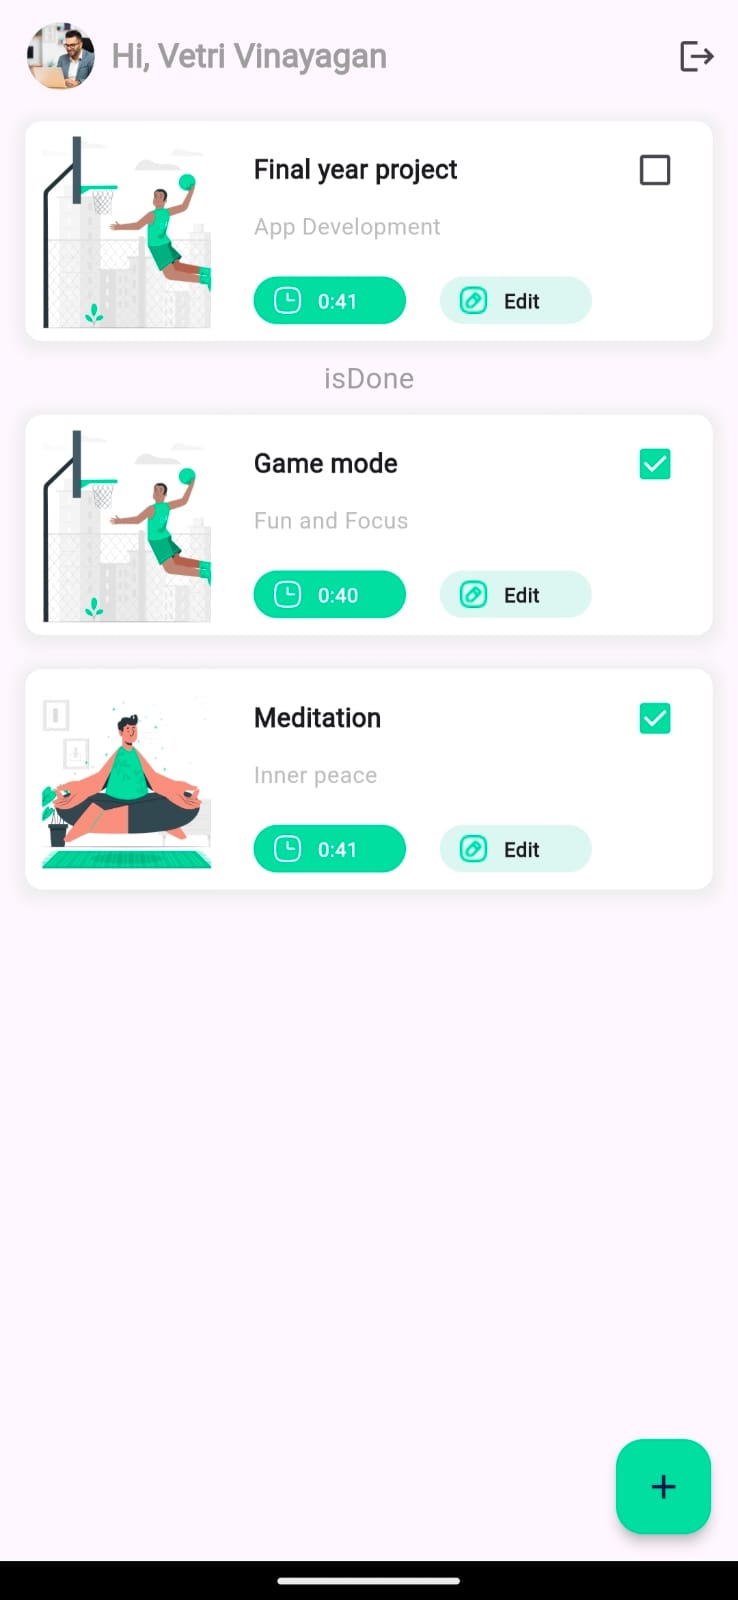 Hi, Vetri Vinayagan
Final year project
App Development
0:41
Edit
isDone
Game mode
Fun and Focus
0:40
Edit
Meditation
Inner peace
0:41
Edit